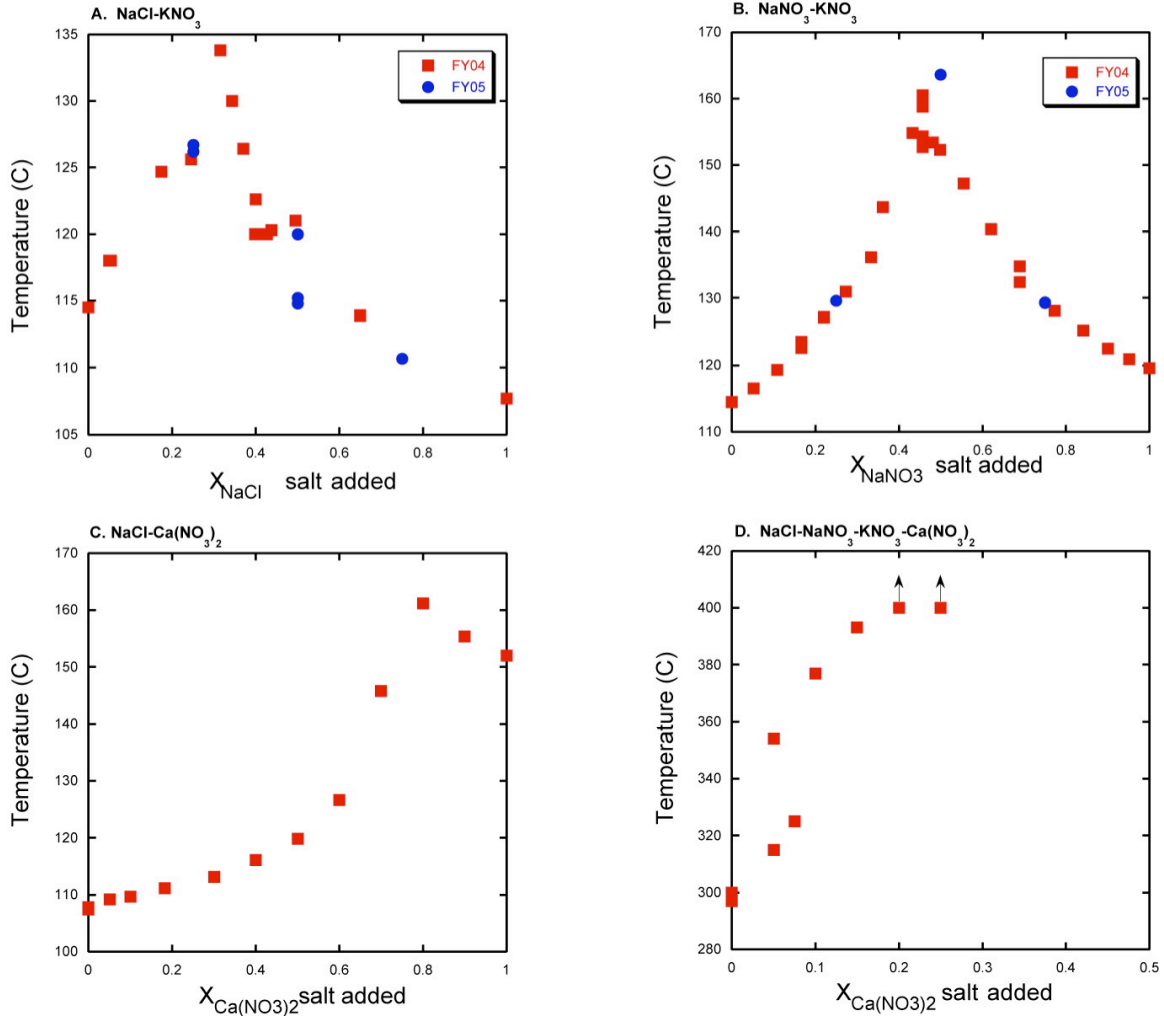 A. NaCl-KNO3
135
130
125
120
115
110
105
Temperature (C)
FY04
FY05
0 0.2 0.4 0.6 0.8 1
XNaCl salt added
B. NaNO3-KNO3
170
160
150
140
130
120
110
Temperature (C)
FY04
FY05
0 0.2 0.4 0.6 0.8 1
XNaNO3 salt added
C. NaCl-Ca(NO3)2
170
160
150
140
130
120
110
100
Temperature (C)
0 0.2 0.4 0.6 0.8 1
XCa(NO3)2 salt added
D. NaCl-NaNO3-KNO3-Ca(NO3)2
420
400
380
360
340
320
300
280
Temperature (C)
0 0.1 0.2 0.3 0.4 0.5
XCa(NO3)2 salt added